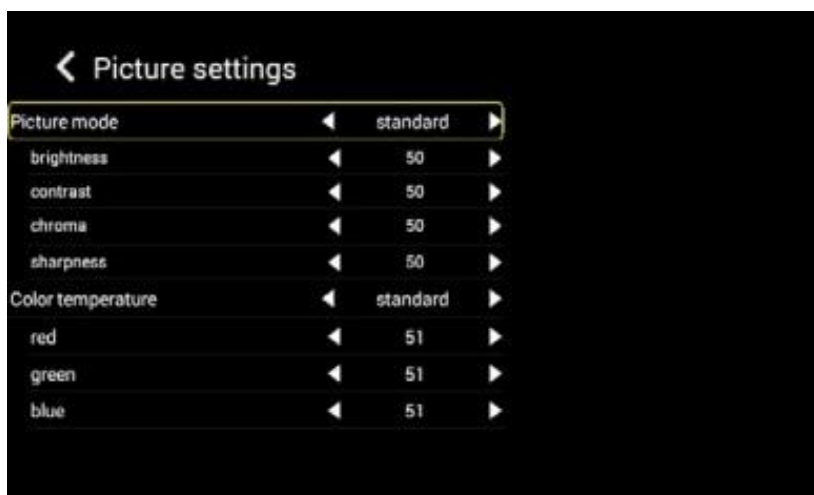 Picture settings
Picture mode standard
brightness 50
contrast 50
chroma 50
sharpness 50
Color temperature standard
red 51
green 51
blue 51